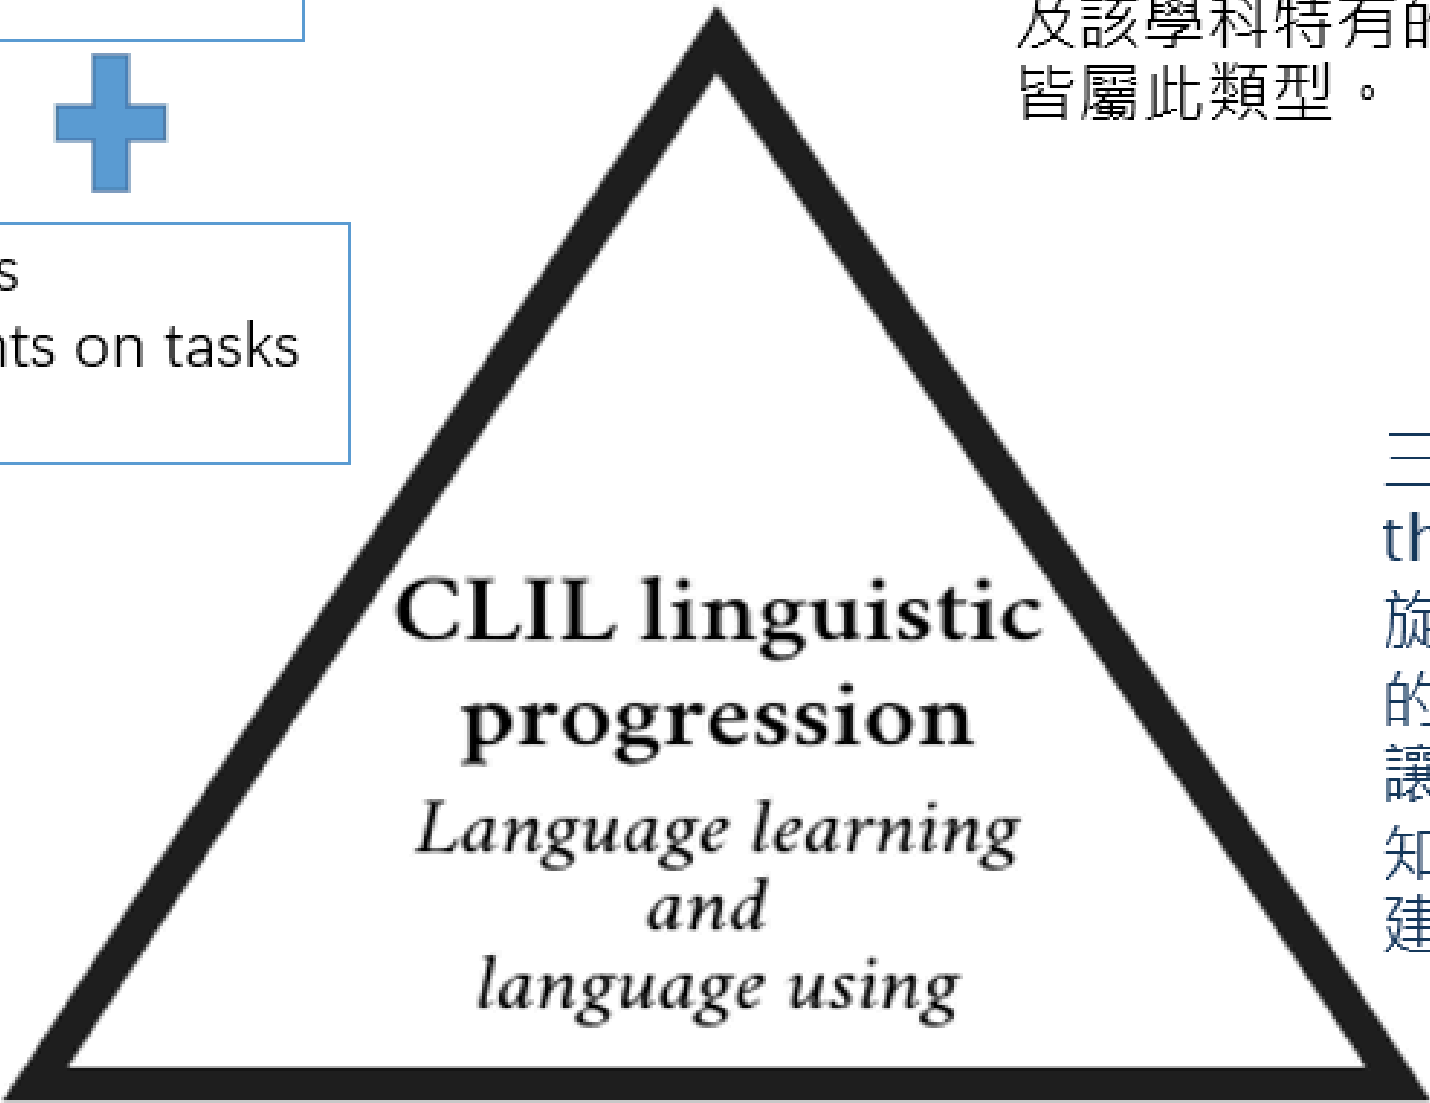 及該學科特有的
皆屬此類型。
s
nts on tasks
CLIL linguistic
progression
Language learning
and
language using
三
th
旋
的
讓
知
建